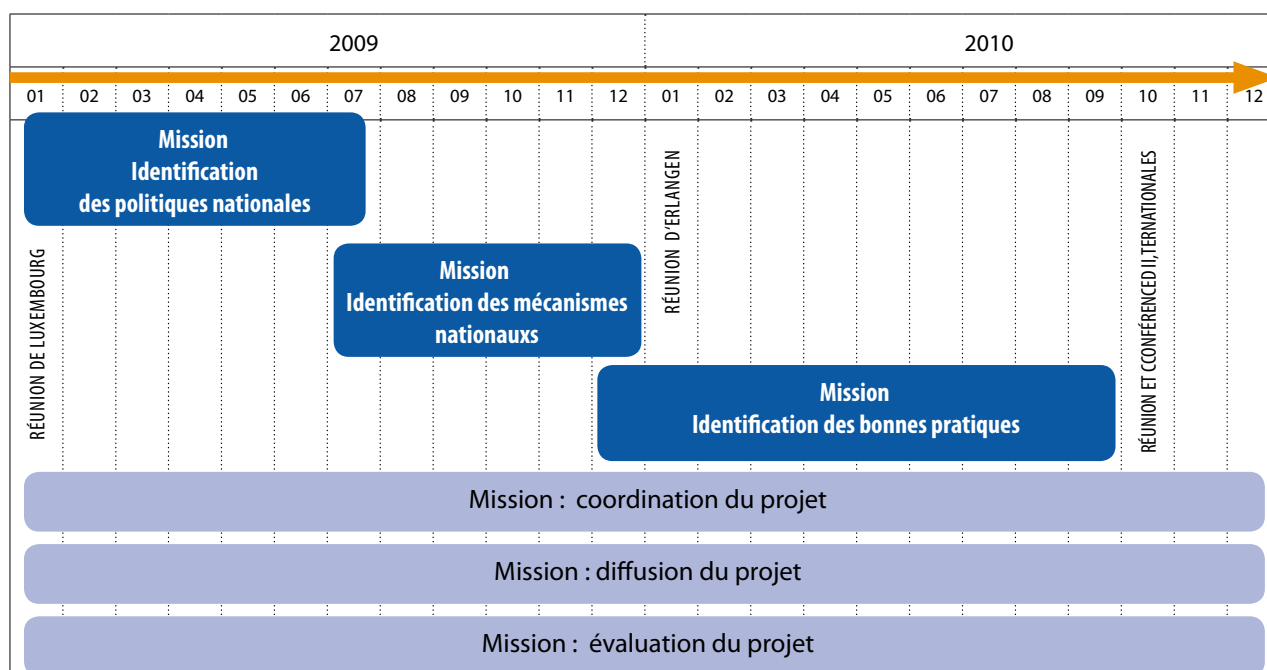 2009
2010
01 02 03 04 05 06 07 08 09 10 11 12 01 02 03 04 05 06 07 08 09 10 11 12
Mission
Identification
des politiques nationales
RÉUNION DE LUXEMBOURG
Mission
Identification des mécanismes
nationauxs
RÉUNION D'ERLANGEN
Mission
Identification des bonnes pratiques
RÉUNION ET CCONFÉRENCED II,TERNATIONALES
Mission : coordination du projet
Mission : diffusion du projet
Mission : évaluation du projet